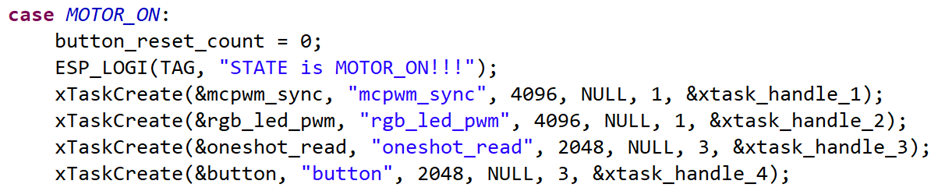 case MOTOR_ON:
button_reset_count = 0;
ESP_LOGI(TAG, "STATE is MOTOR_ON!!!");
xTaskCreate(&mcpwm_sync, "mcpwm_sync", 4096, NULL, 1, &xtask_handle_1);
xTaskCreate(&rgb_led_pwm, "rgb_led_pwm", 4096, NULL, 1, &xtask_handle_2);
xTaskCreate(&oneshot_read, "oneshot_read", 2048, NULL, 3, &xtask_handle_3);
xTaskCreate(&button, "button", 2048, NULL, 3, &xtask_handle_4);